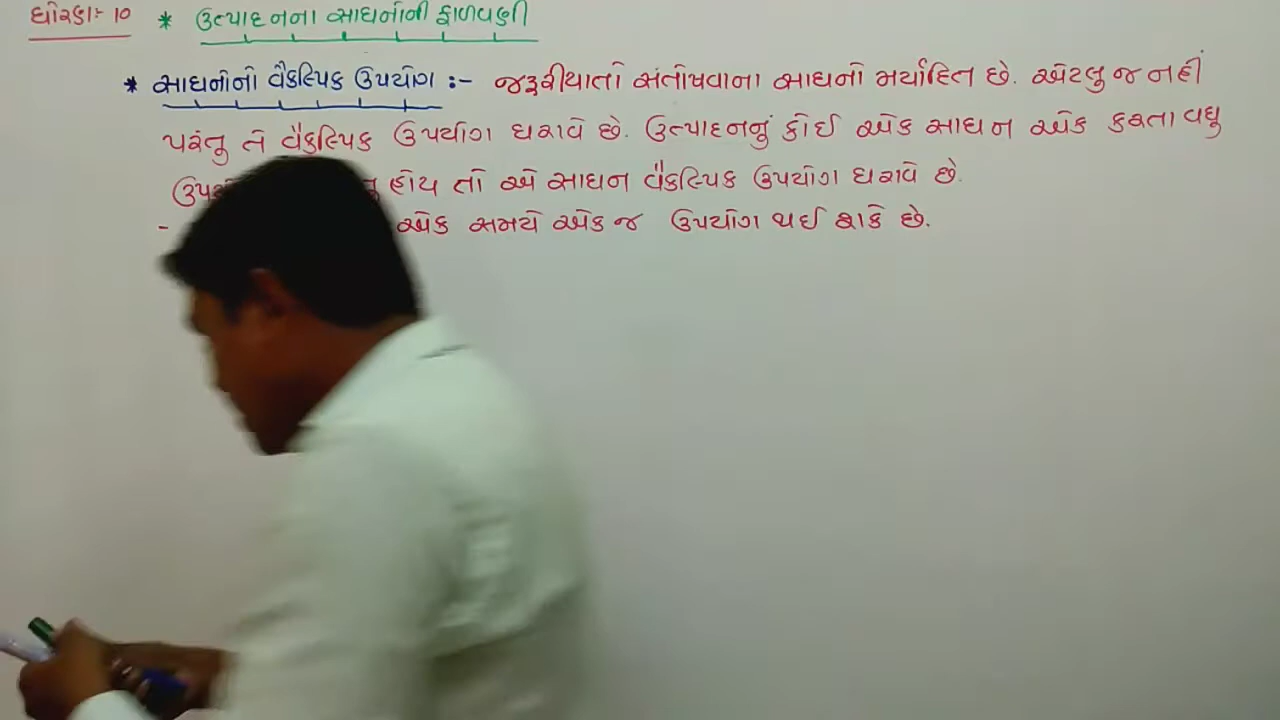 ધોરણ:- 10 * ઉત્પાદનના સાધનોની ફાળવણી
* સાધનોનો વૈકલ્પિક ઉપયોગ :- જરૂરીયાતો સંતોષવાના સાધનો મર્યાદિત છે. એટલુ જ નહીં
પરંતુ તે વૈકલ્પિક ઉપયોગ ધરાવે છે. ઉત્પાદનનું કોઈ એક સાધન એક કરતા વધુ
હોય તો એ સાધન વૈકલ્પિક ઉપયોગ ધરાવે છે.
- એક સમયે એક જ ઉપયોગ થઈ શકે છે.